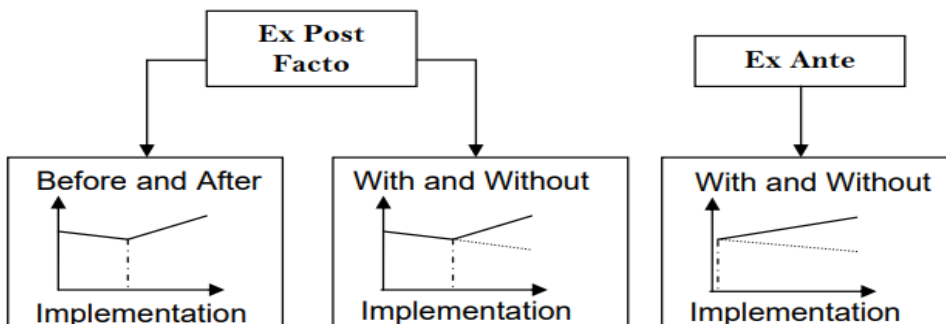 Ex Post
Facto
Ex Ante
Before and After
With and Without
With and Without
Implementation
Implementation
Implementation